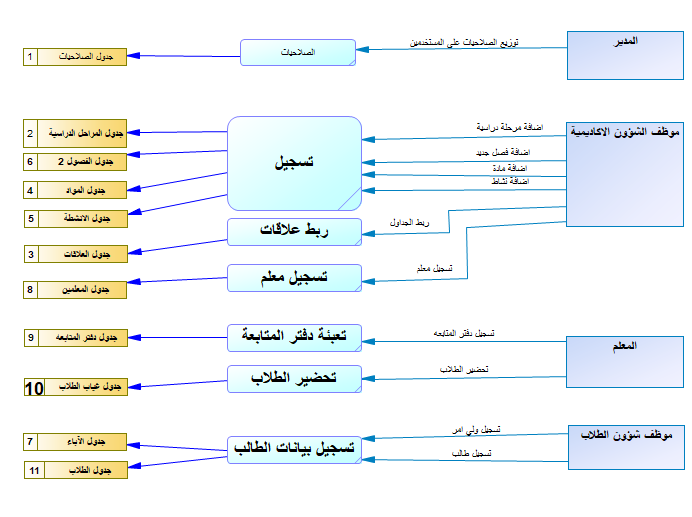 المدير
توزيع الصلاحيات على المستخدمين
الصلاحيات
جدول الصلاحيات 1
موظف الشؤون الاكاديمية
اضافة مرحلة دراسية
اضافة فصل جديد
اضافة مادة
اضافة نشاط
ربط الجداول
تسجيل معلم
تسجيل
ربط علاقات
تسجيل معلم
جدول المراحل الدراسية 2
جدول الفصول 2 6
جدول المواد 4
جدول الانشطة 5
جدول العلاقات 3
جدول المعلمين 8
المعلم
تسجيل دفتر المتابعه
تحضير الطلاب
تعبئة دفتر المتابعة
تحضير الطلاب
جدول دفتر المتابعه 9
جدول غياب الطلاب 10
موظف شؤون الطلاب
تسجيل ولي امر
تسجيل طالب
تسجيل بيانات الطالب
جدول الآباء 7
جدول الطلاب 11